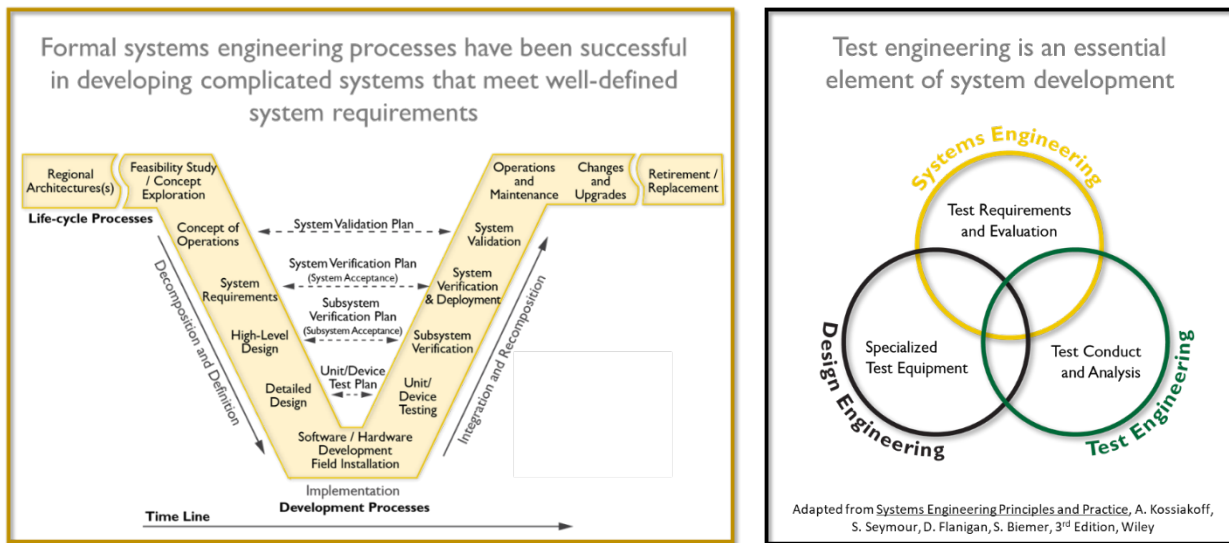 Formal systems engineering processes have been successful
in developing complicated systems that meet well-defined
system requirements
Regional
Architectures(s)
Feasibility Study
/ Concept
Exploration
Operations
and
Maintenance
Changes
and
Upgrades
Retirement /
Replacement
Life-cycle Processes
Concept of
Operations
System Validation Plan
System
Validation
Decomposition and Definition
System
Requirements
System Verification Plan
(System Acceptance)
System
Verification
& Deployment
Integration and Recomposition
High-Level
Design
Subsystem
Verification Plan
(Subsystem Acceptance)
Subsystem
Verification
Detailed
Design
Unit/Device
Test Plan
Unit/
Device
Testing
Software / Hardware
Development
Field Installation
Implementation
Development Processes
Time Line
Test engineering is an essential
element of system development
Systems Engineering
Test Requirements
and Evaluation
Design Engineering
Specialized
Test Equipment
Test Conduct
and Analysis
Test Engineering
Adapted from Systems Engineering Principles and Practice, A. Kossiakoff,
S. Seymour, D. Flanigan, S. Biemer, 3rd Edition, Wiley